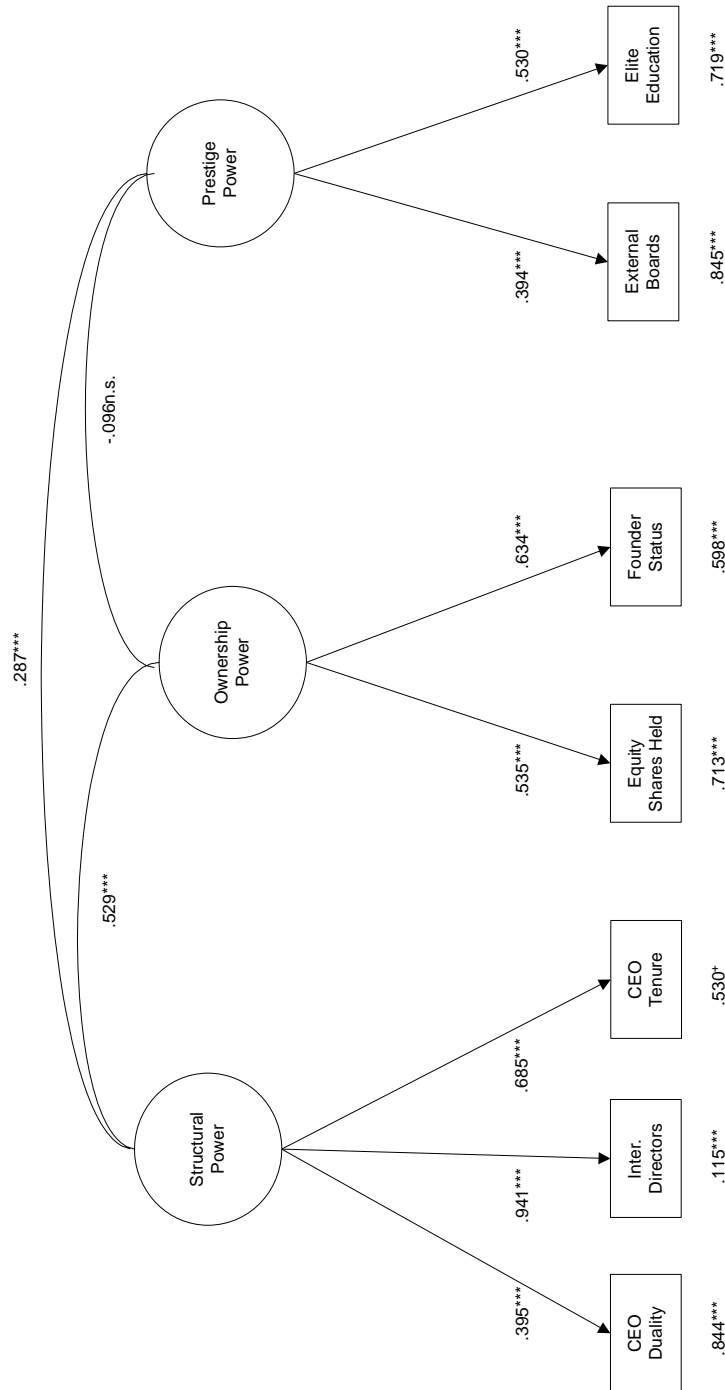 .287***
.529***
-.096n.s.
Structural
Power
Ownership
Power
Prestige
Power
.395***
.941***
.685***
.535***
.634***
.394***
.530***
CEO
Duality
Inter.
Directors
CEO
Tenure
Equity
Shares Held
Founder
Status
External
Boards
Elite
Education
.844***
.115***
.530⁺
.713***
.598***
.845***
.719***